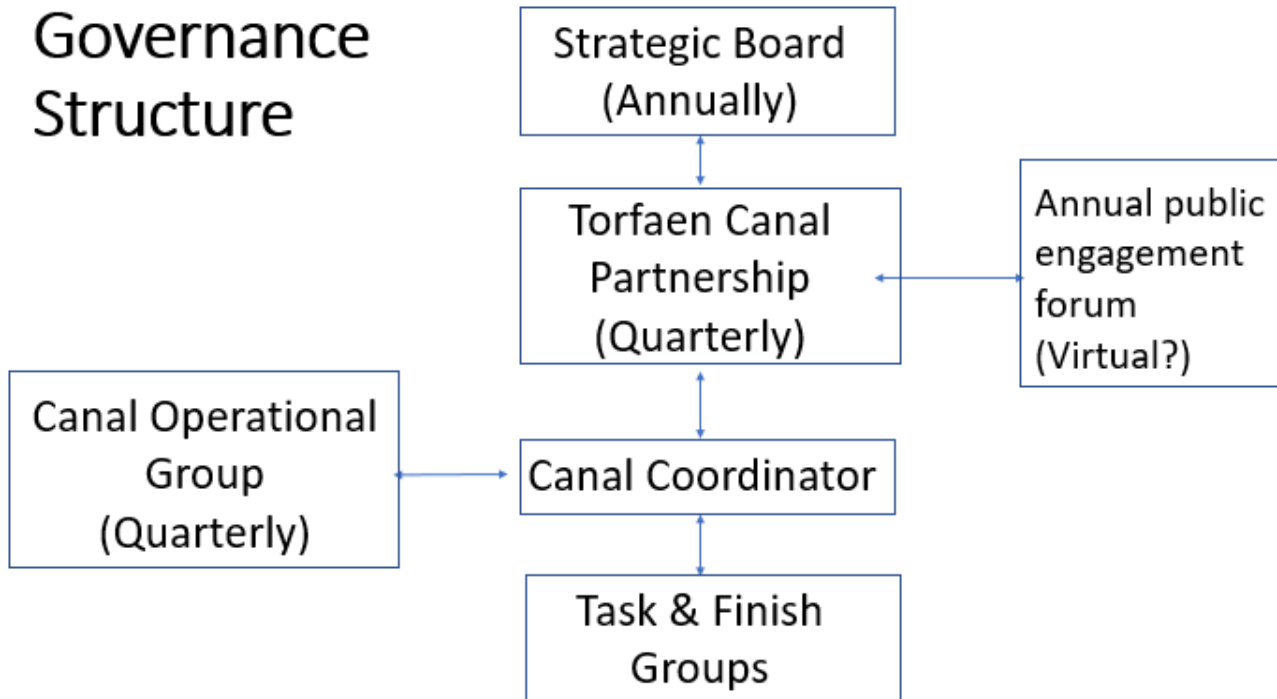 Governance
Structure
Strategic Board
(Annually)
Torfaen Canal
Partnership
(Quarterly)
Annual public
engagement
forum
(Virtual?)
Canal Operational
Group
(Quarterly)
Canal Coordinator
Task & Finish
Groups